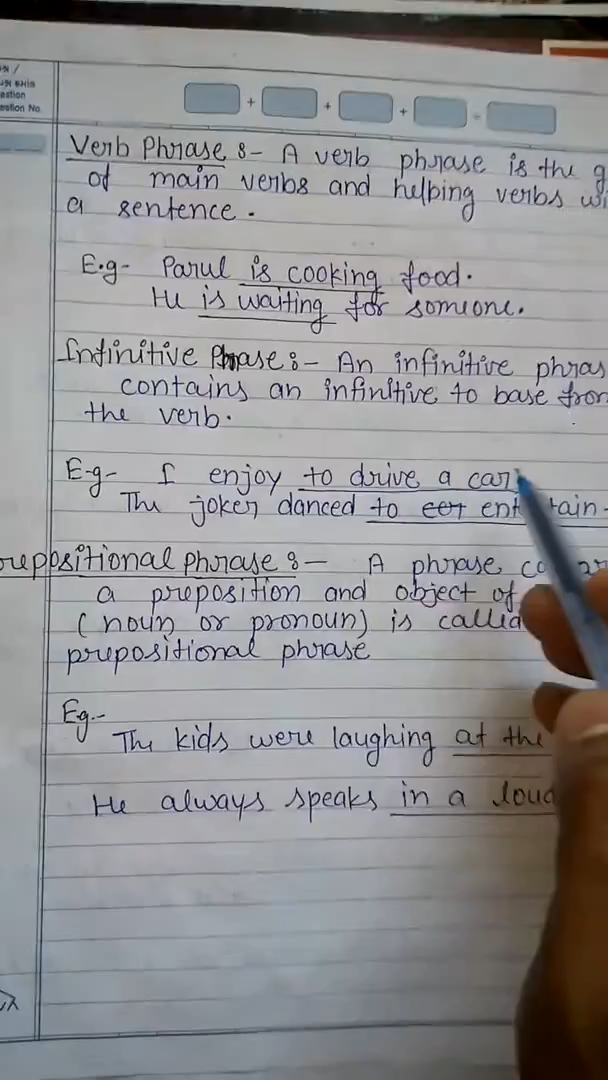 Verb Phrase :- A verb phrase is the g
of main verbs and helping verbs wi
a sentence.
E.g- Parul is cooking food.
He is waiting for someone.
Infinitive Phrase :- An infinitive phras
contains an infinitive to base from
the verb.
E-g- I enjoy to drive a car
The joker danced to entertain
repositional phrase :- A phrase
a preposition and object of
(noun or pronoun) is called
prepositional phrase
Eg-
The kids were laughing at the
He always speaks in a loud